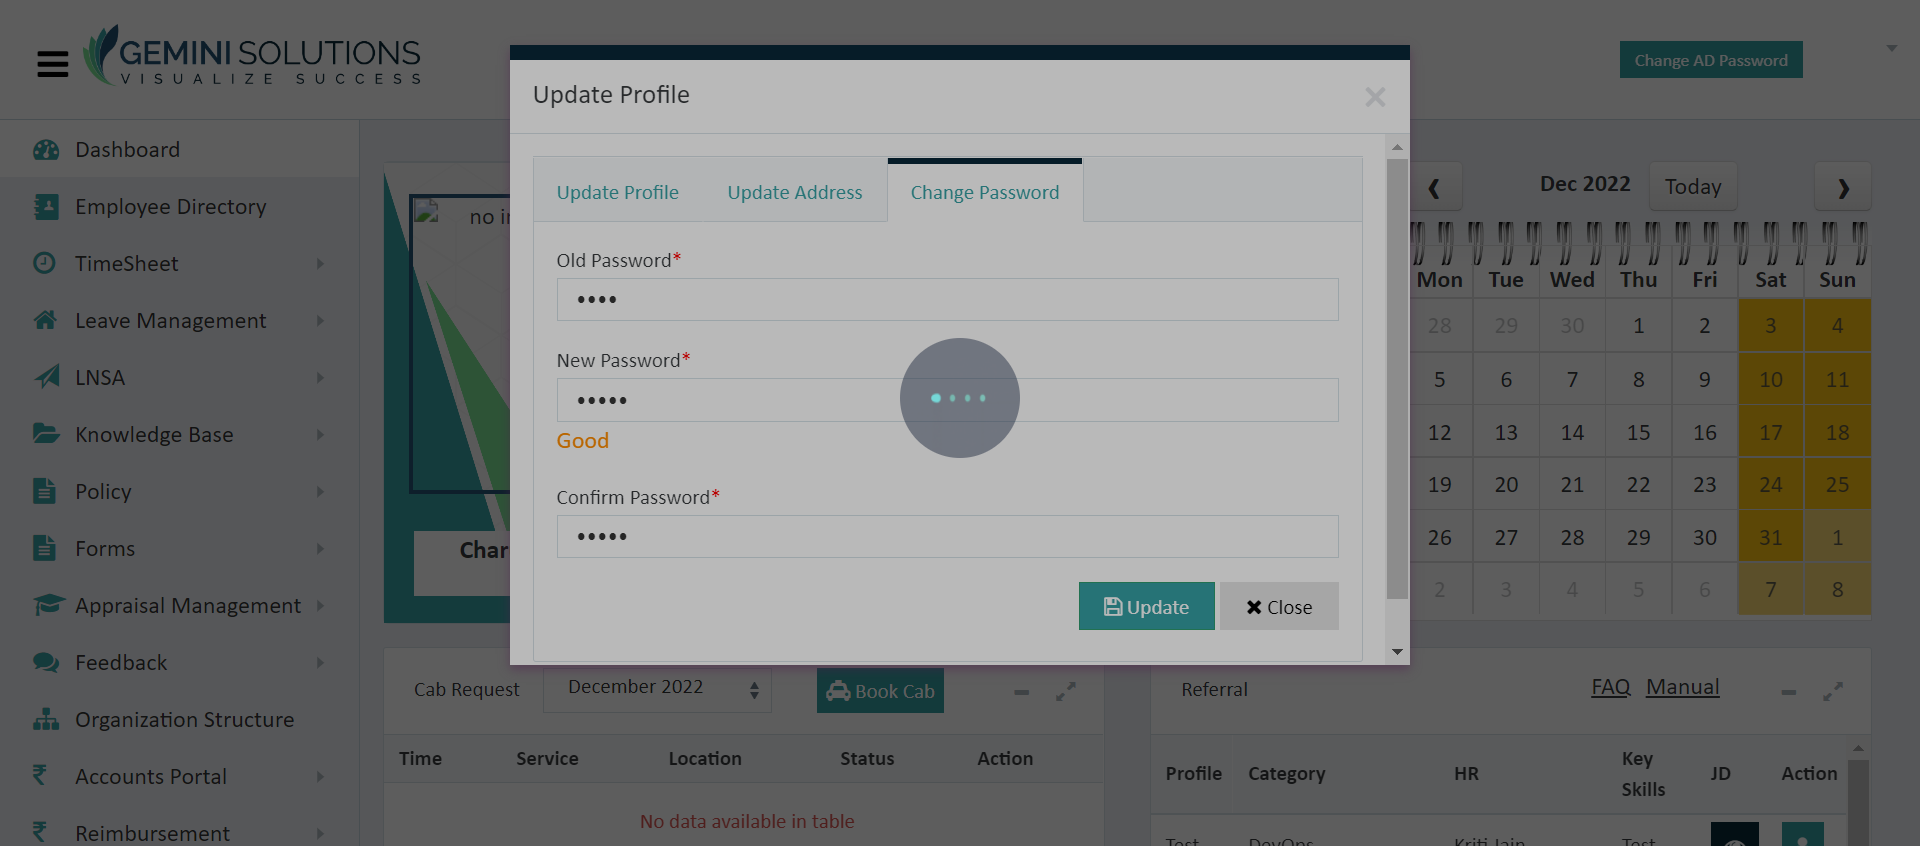 GEMINI SOLUTIONS
VISUALIZE SUCCESS
Change AD Password
Dashboard
Employee Directory
TimeSheet
Leave Management
LNSA
Knowledge Base
Policy
Forms
Appraisal Management
Feedback
Organization Structure
Accounts Portal
Reimbursement
no
Char
Update Profile
×
Update Profile Update Address Change Password
Old Password*
••••
New Password*
•••••
Good
Confirm Password*
•••••
Update Close
Dec 2022 Today
Mon Tue Wed Thu Fri Sat Sun
28 29 30 1 2 3 4
5 6 7 8 9 10 11
12 13 14 15 16 17 18
19 20 21 22 23 24 25
26 27 28 29 30 31 1
2 3 4 5 6 7 8
Cab Request December 2022 Book Cab
Time Service Location Status Action
No data available in table
Referral FAQ Manual
Profile Category HR Key Skills JD Action
Test DevOps Kriti Jain Test